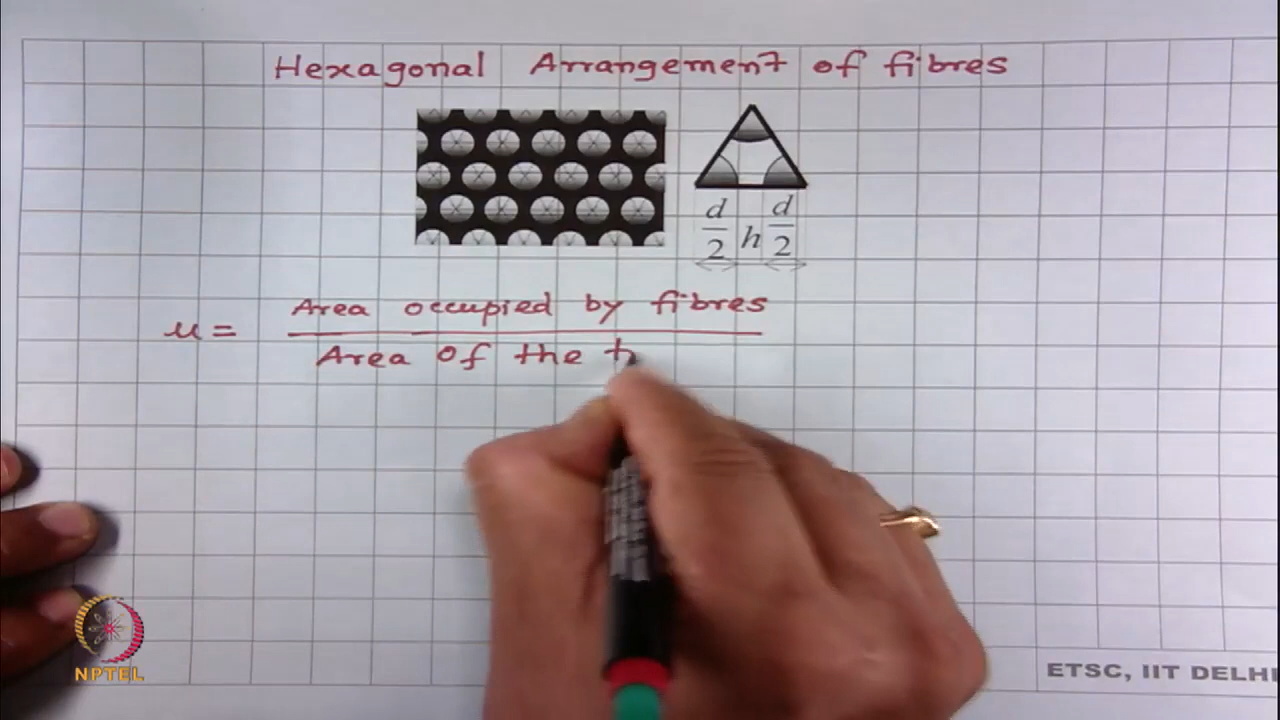 Hexagonal Arrangement of fibres
d/2 h d/2
μ = Area occupied by fibres
Area of the
NPTEL
ETSC, IIT DELHI